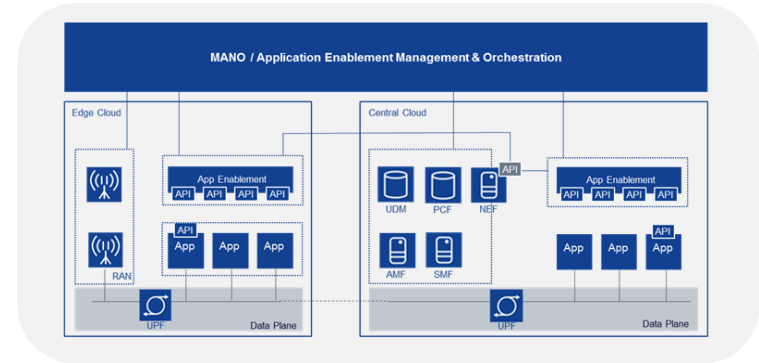 MANO / Application Enablement Management & Orchestration
Edge Cloud
App Enablement
API API API API
RAN
API
App App App
UPF
Data Plane
Central Cloud
API
UDM PCF NEF
AMF SMF
App Enablement
API API API API
API
App App App
UPF
Data Plane